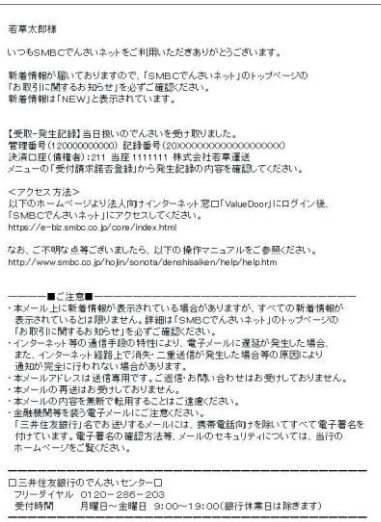 若草太郎様
いつもSMBCでんさいネットをご利用いただきありがとうございます。
新着情報が届いておりますので、「SMBCでんさいネット」のトップページの
「お取引に関するお知らせ」を必ずご確認ください。
新着情報は「NEW」と表示されています。
【受取-発生記録】当日扱いのでんさいを受け取りました。
管理番号(120000000000) 記録番号(20XXXXXXXXXXXXXXXXXX)
決済口座(債権者):211 当座 1111111 株式会社若草運送
メニューの「受付請求諾否登録」から発生記録の内容を確認してください。
<アクセス方法>
以下のホームページより法人向けインターネット窓口「ValueDoor」にログイン後、
「SMBCでんさいネット」にアクセスしてください。
https://e-biz.smbc.co.jp/core/index.html
なお、ご不明な点等ございましたら、以下の操作マニュアルをご参照ください。
http://www.smbc.co.jp/hojin/sonota/denshisaiken/help/help.htm
■ご注意■
・本メール上に新着情報が表示されている場合がありますが、すべての新着情報が
表示されているとは限りません。詳細は「SMBCでんさいネット」のトップページの
「お取引に関するお知らせ」を必ずご確認ください。
・インターネット等の通信手段の特性により、電子メールに遅延が発生した場合、
また、インターネット経路上で消失・二重送信が発生した場合等の原因により
通知が完全に行われない場合があります。
・本メールアドレスは送信専用です。ご返信・お問い合わせはお受けしておりません。
・本メールの再送はお受けしておりません。
・本メールの内容を無断で転用することはご遠慮ください。
・金融機関等を装う電子メールにご注意ください。
「三井住友銀行」名でお送りするメールには、携帯電話向けを除いてすべて電子署名を
付けています。電子署名の確認方法等、メールのセキュリティについては、当行の
ホームページをご覧ください。
□三井住友銀行のでんさいセンター□
フリーダイヤル 0120-286-203
受付時間 月曜日~金曜日 9:00~19:00(銀行休業日は除きます)